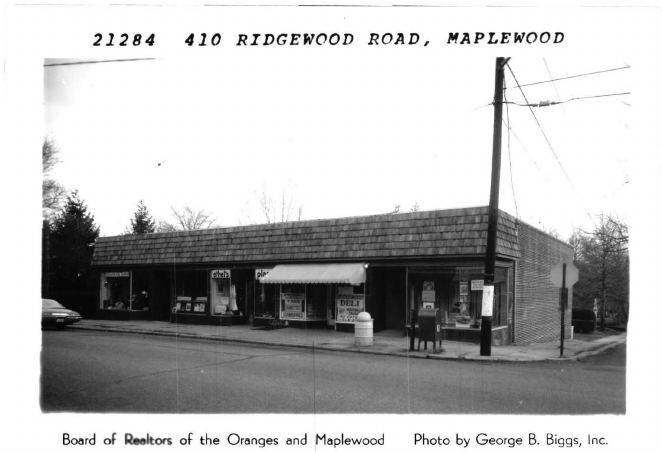 21284 410 RIDGEWOOD ROAD, MAPLEWOOD
DELI
Board of Realtors of the Oranges and Maplewood Photo by George B. Biggs, Inc.